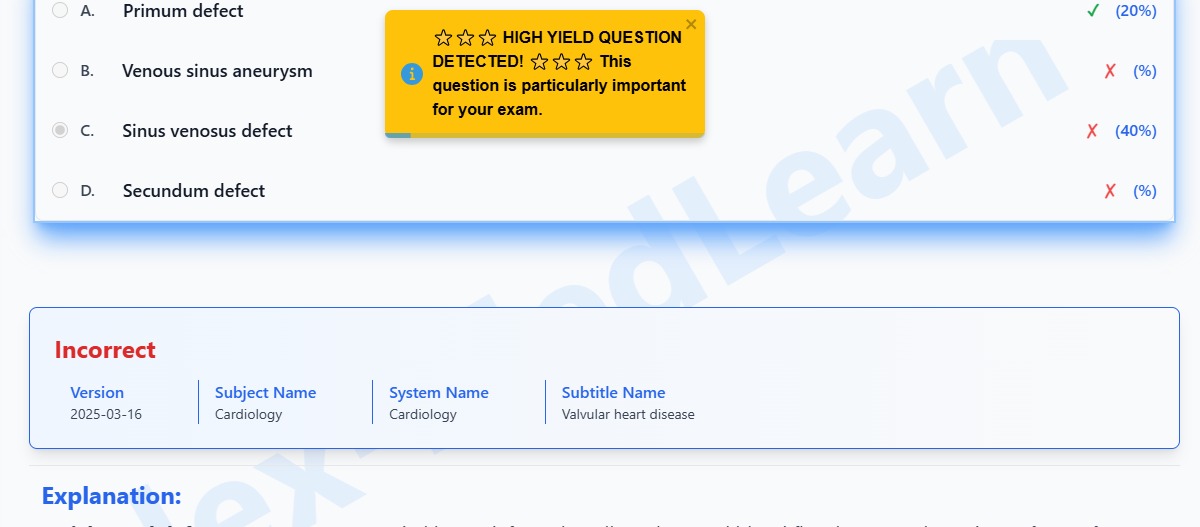 A. Primum defect ✓ (20%)
☆☆☆ HIGH YIELD QUESTION
DETECTED! ☆☆☆ This
question is particularly important
for your exam.
B. Venous sinus aneurysm ✗ (%)
C. Sinus venosus defect ✗ (40%)
D. Secundum defect ✗ (%)
Incorrect
Version
2025-03-16
Subject Name
Cardiology
System Name
Cardiology
Subtitle Name
Valvular heart disease
Explanation: